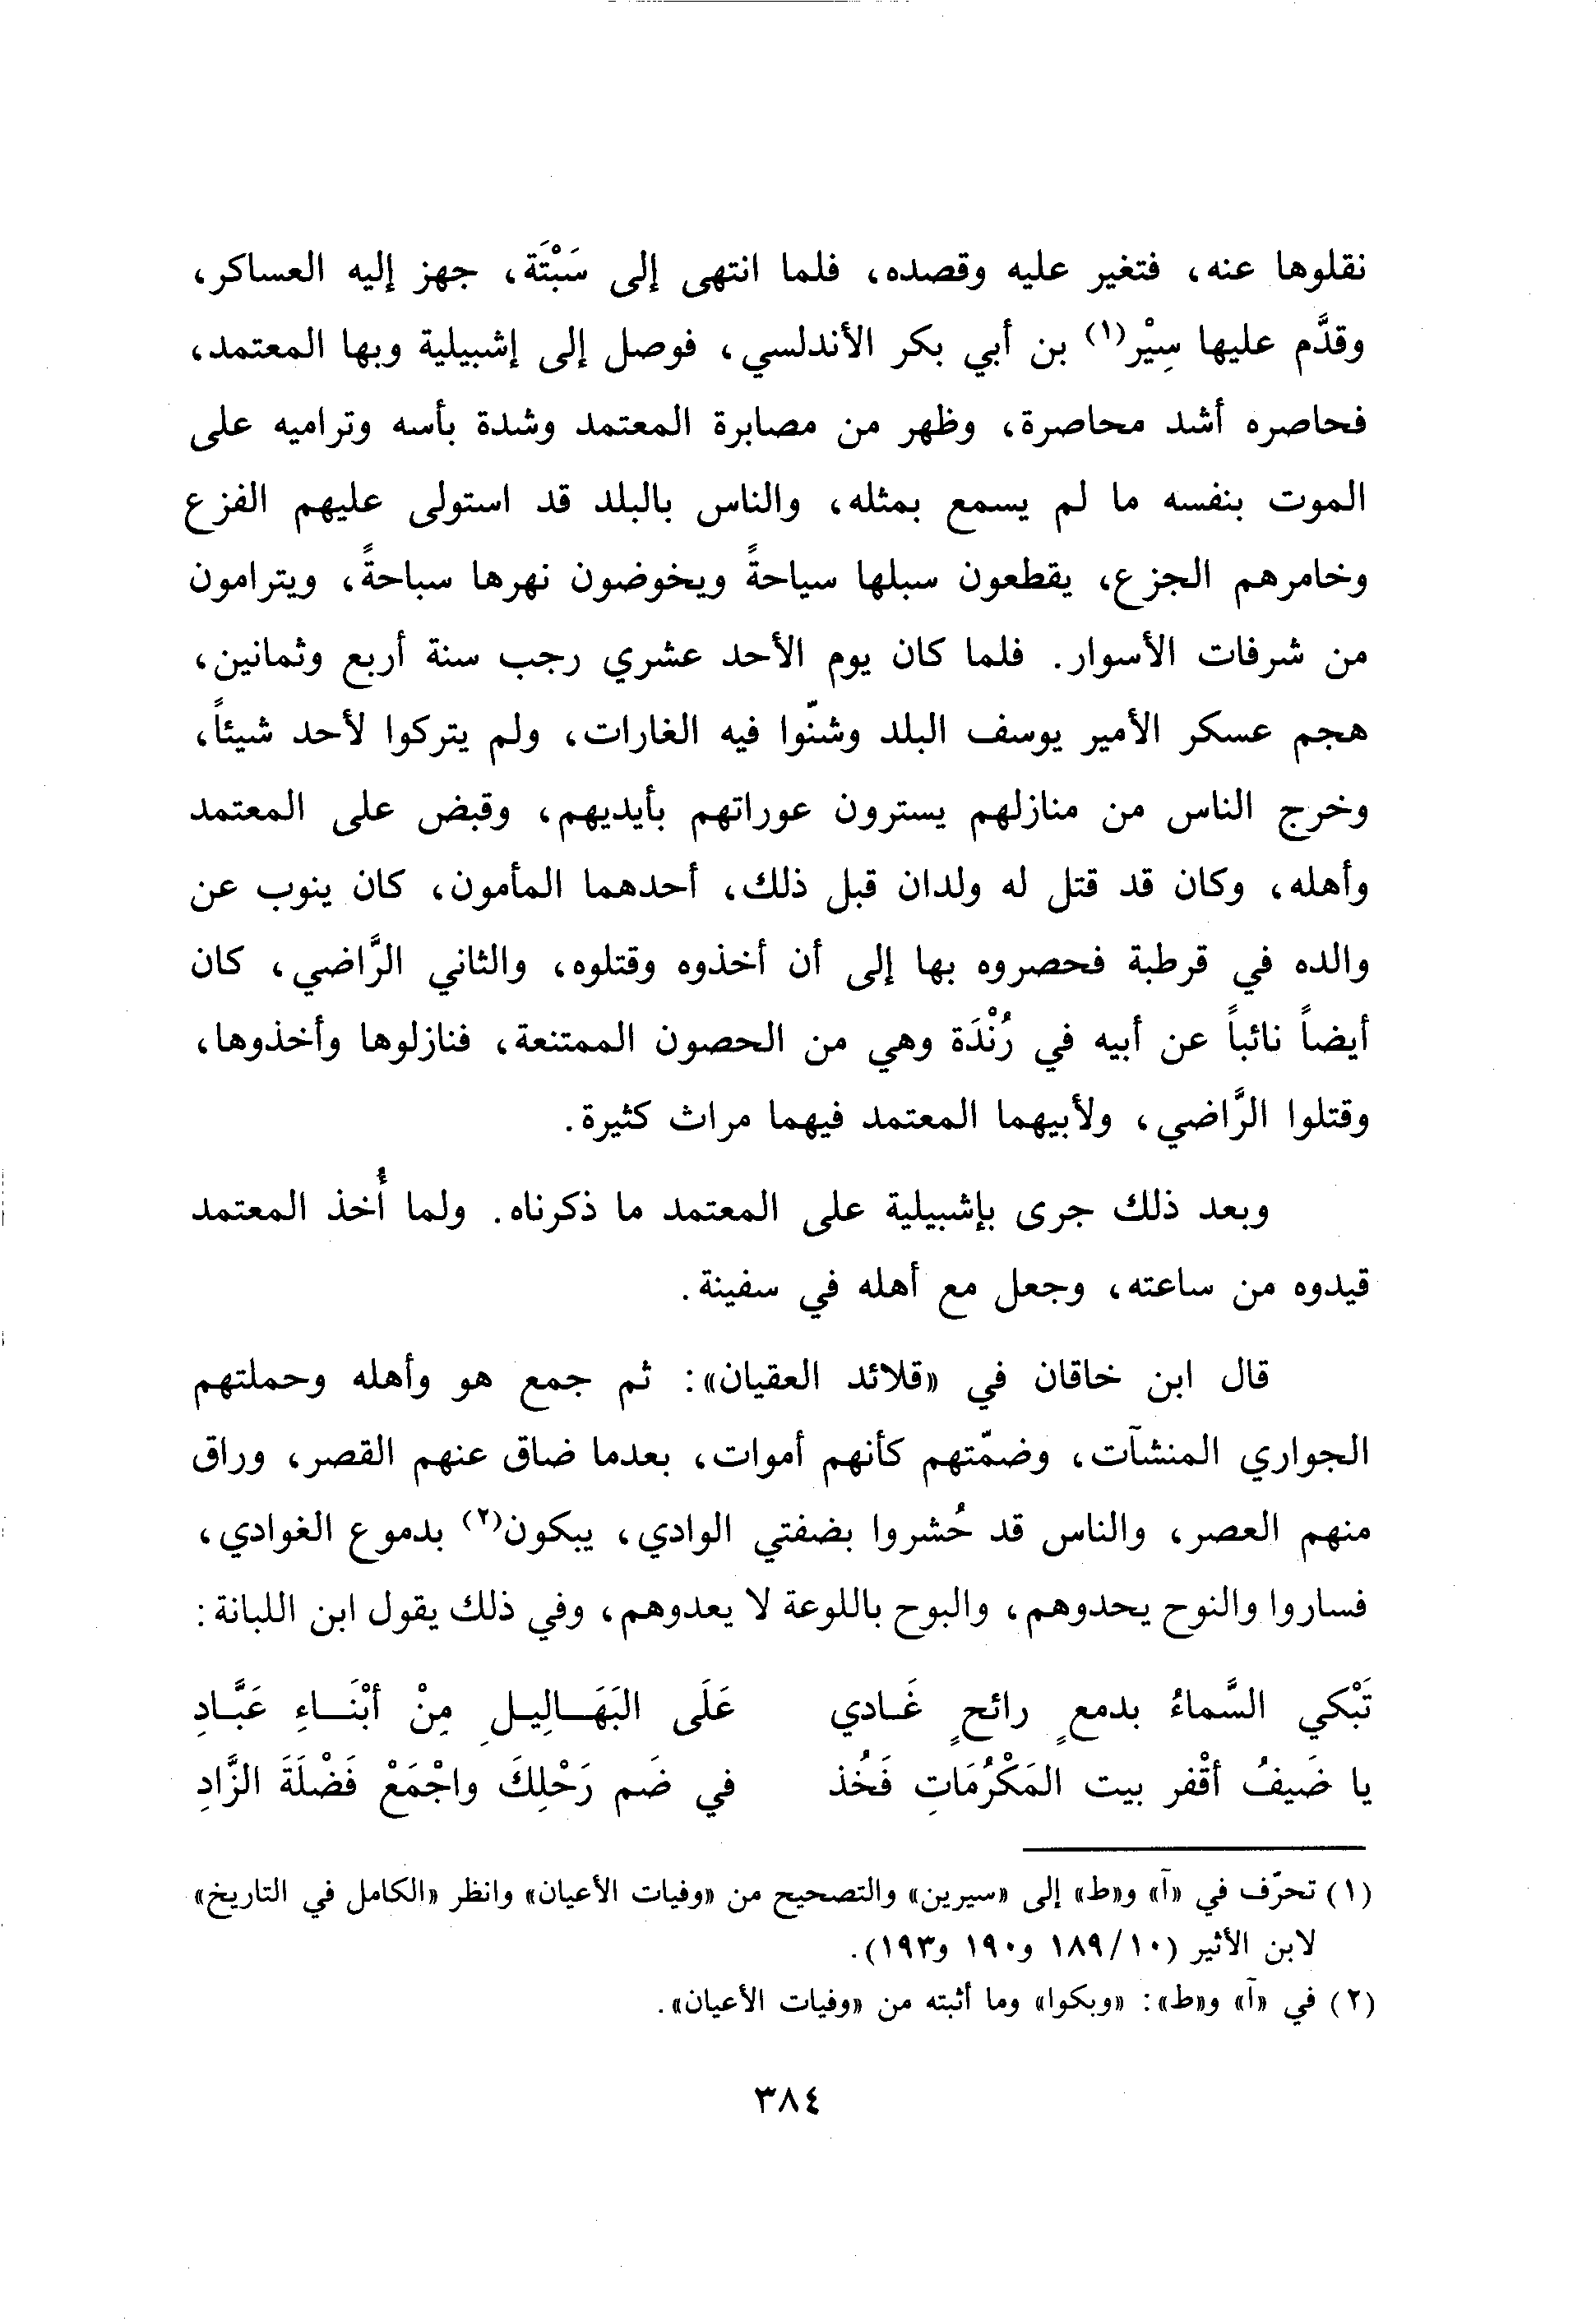 نقلوها عنه، فتغير عليه وقصده، فلما انتهى إلى سَبْتَة، جهز إليه العساكر،
وقدَّم عليها سِيْر(١) بن أبي بكر الأندلسي، فوصل إلى إشبيلية وبها المعتمد،
فحاصره أشد محاصرة، وظهر من مصابرة المعتمد وشدة بأسه وتراميه على
الموت بنفسه ما لم يسمع بمثله، والناس بالبلد قد استولى عليهم الفزع
وخامرهم الجزع، يقطعون سبلها سياحةً ويخوضون نهرها سباحةً، ويترامون
من شرفات الأسوار. فلما كان يوم الأحد عشري رجب سنة أربع وثمانين،
هجم عسكر الأمير يوسف البلد وشنّوا فيه الغارات، ولم يتركوا لأحد شيئاً،
وخرج الناس من منازلهم يسترون عوراتهم بأيديهم، وقبض على المعتمد
وأهله، وكان قد قتل له ولدان قبل ذلك، أحدهما المأمون، كان ينوب عن
والده في قرطبة فحصروه بها إلى أن أخذوه وقتلوه، والثاني الرَّاضي، كان
أيضاً نائباً عن أبيه في رُنْدَة وهي من الحصون الممتنعة، فنازلوها وأخذوها،
وقتلوا الرَّاضي، ولأبيهما المعتمد فيهما مراث كثيرة.
وبعد ذلك جرى بإشبيلية على المعتمد ما ذكرناه. ولما أُخذ المعتمد
قيدوه من ساعته، وجعل مع أهله في سفينة.
قال ابن خاقان في «قلائد العقيان»: ثم جمع هو وأهله وحملتهم
الجواري المنشآت، وضمّتهم كأنهم أموات، بعدما ضاق عنهم القصر، وراق
منهم العصر، والناس قد حُشروا بضفتي الوادي، يبكون(٢) بدموع الغوادي،
فساروا والنوح يحدوهم، والبوح باللوعة لا يعدوهم، وفي ذلك يقول ابن اللبانة:
تَبْكي السَّماءُ بدمعٍ رائحٍ غَادي عَلَى البَهَالِيلِ مِنْ أبْنَاءِ عَبَّادِ
يا ضَيفُ أقْفر بيت المَكْرُمَاتِ فَخُذ في ضَم رَحْلِكَ واجْمَعْ فَضْلَةَ الزَّادِ
(١) تحرّف في «آ» و«ط» إلى «سيرين» والتصحيح من «وفيات الأعيان» وانظر «الكامل في التاريخ»
لابن الأثير (١٨٩/١٠ و١٩٠ و١٩٣).
(٢) في «آ» و«ط»: «وبكوا» وما أثبته من «وفيات الأعيان».
٣٨٤